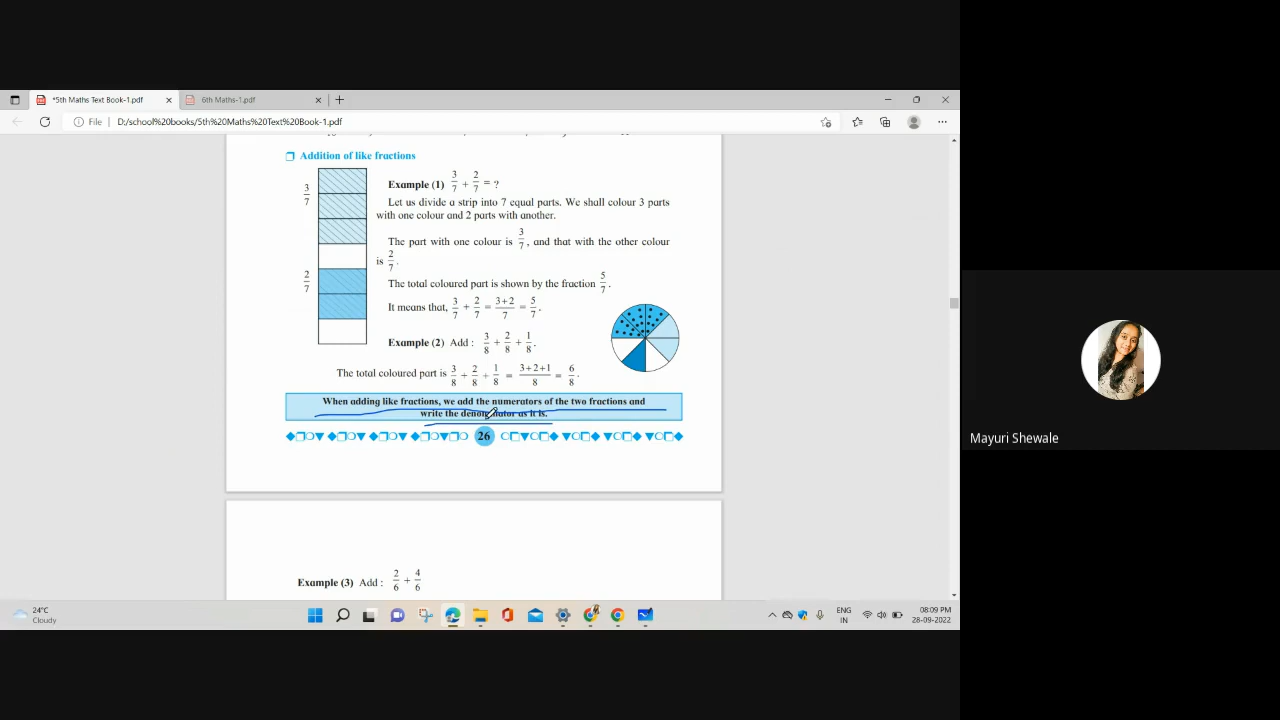 *5th Maths Text Book-1.pdf
6th Maths-1.pdf
File
D:/school%20books/5th%20Maths%20Text%20Book-1.pdf
Addition of like fractions
Example (1) 3/7 + 2/7 = ?
3/7
Let us divide a strip into 7 equal parts. We shall colour 3 parts
with one colour and 2 parts with another.
The part with one colour is 3/7, and that with the other colour
is 2/7.
2/7
The total coloured part is shown by the fraction 5/7.
It means that, 3/7 + 2/7 = 3+2/7 = 5/7.
Example (2) Add : 3/8 + 2/8 + 1/8.
The total coloured part is 3/8 + 2/8 + 1/8 = 3+2+1/8 = 6/8.
When adding like fractions, we add the numerators of the two fractions and
write the denominator as it is.
26
Example (3) Add : 2/6 + 4/6
Mayuri Shewale
24°C
Cloudy
ENG
IN
08:09 PM
28-09-2022